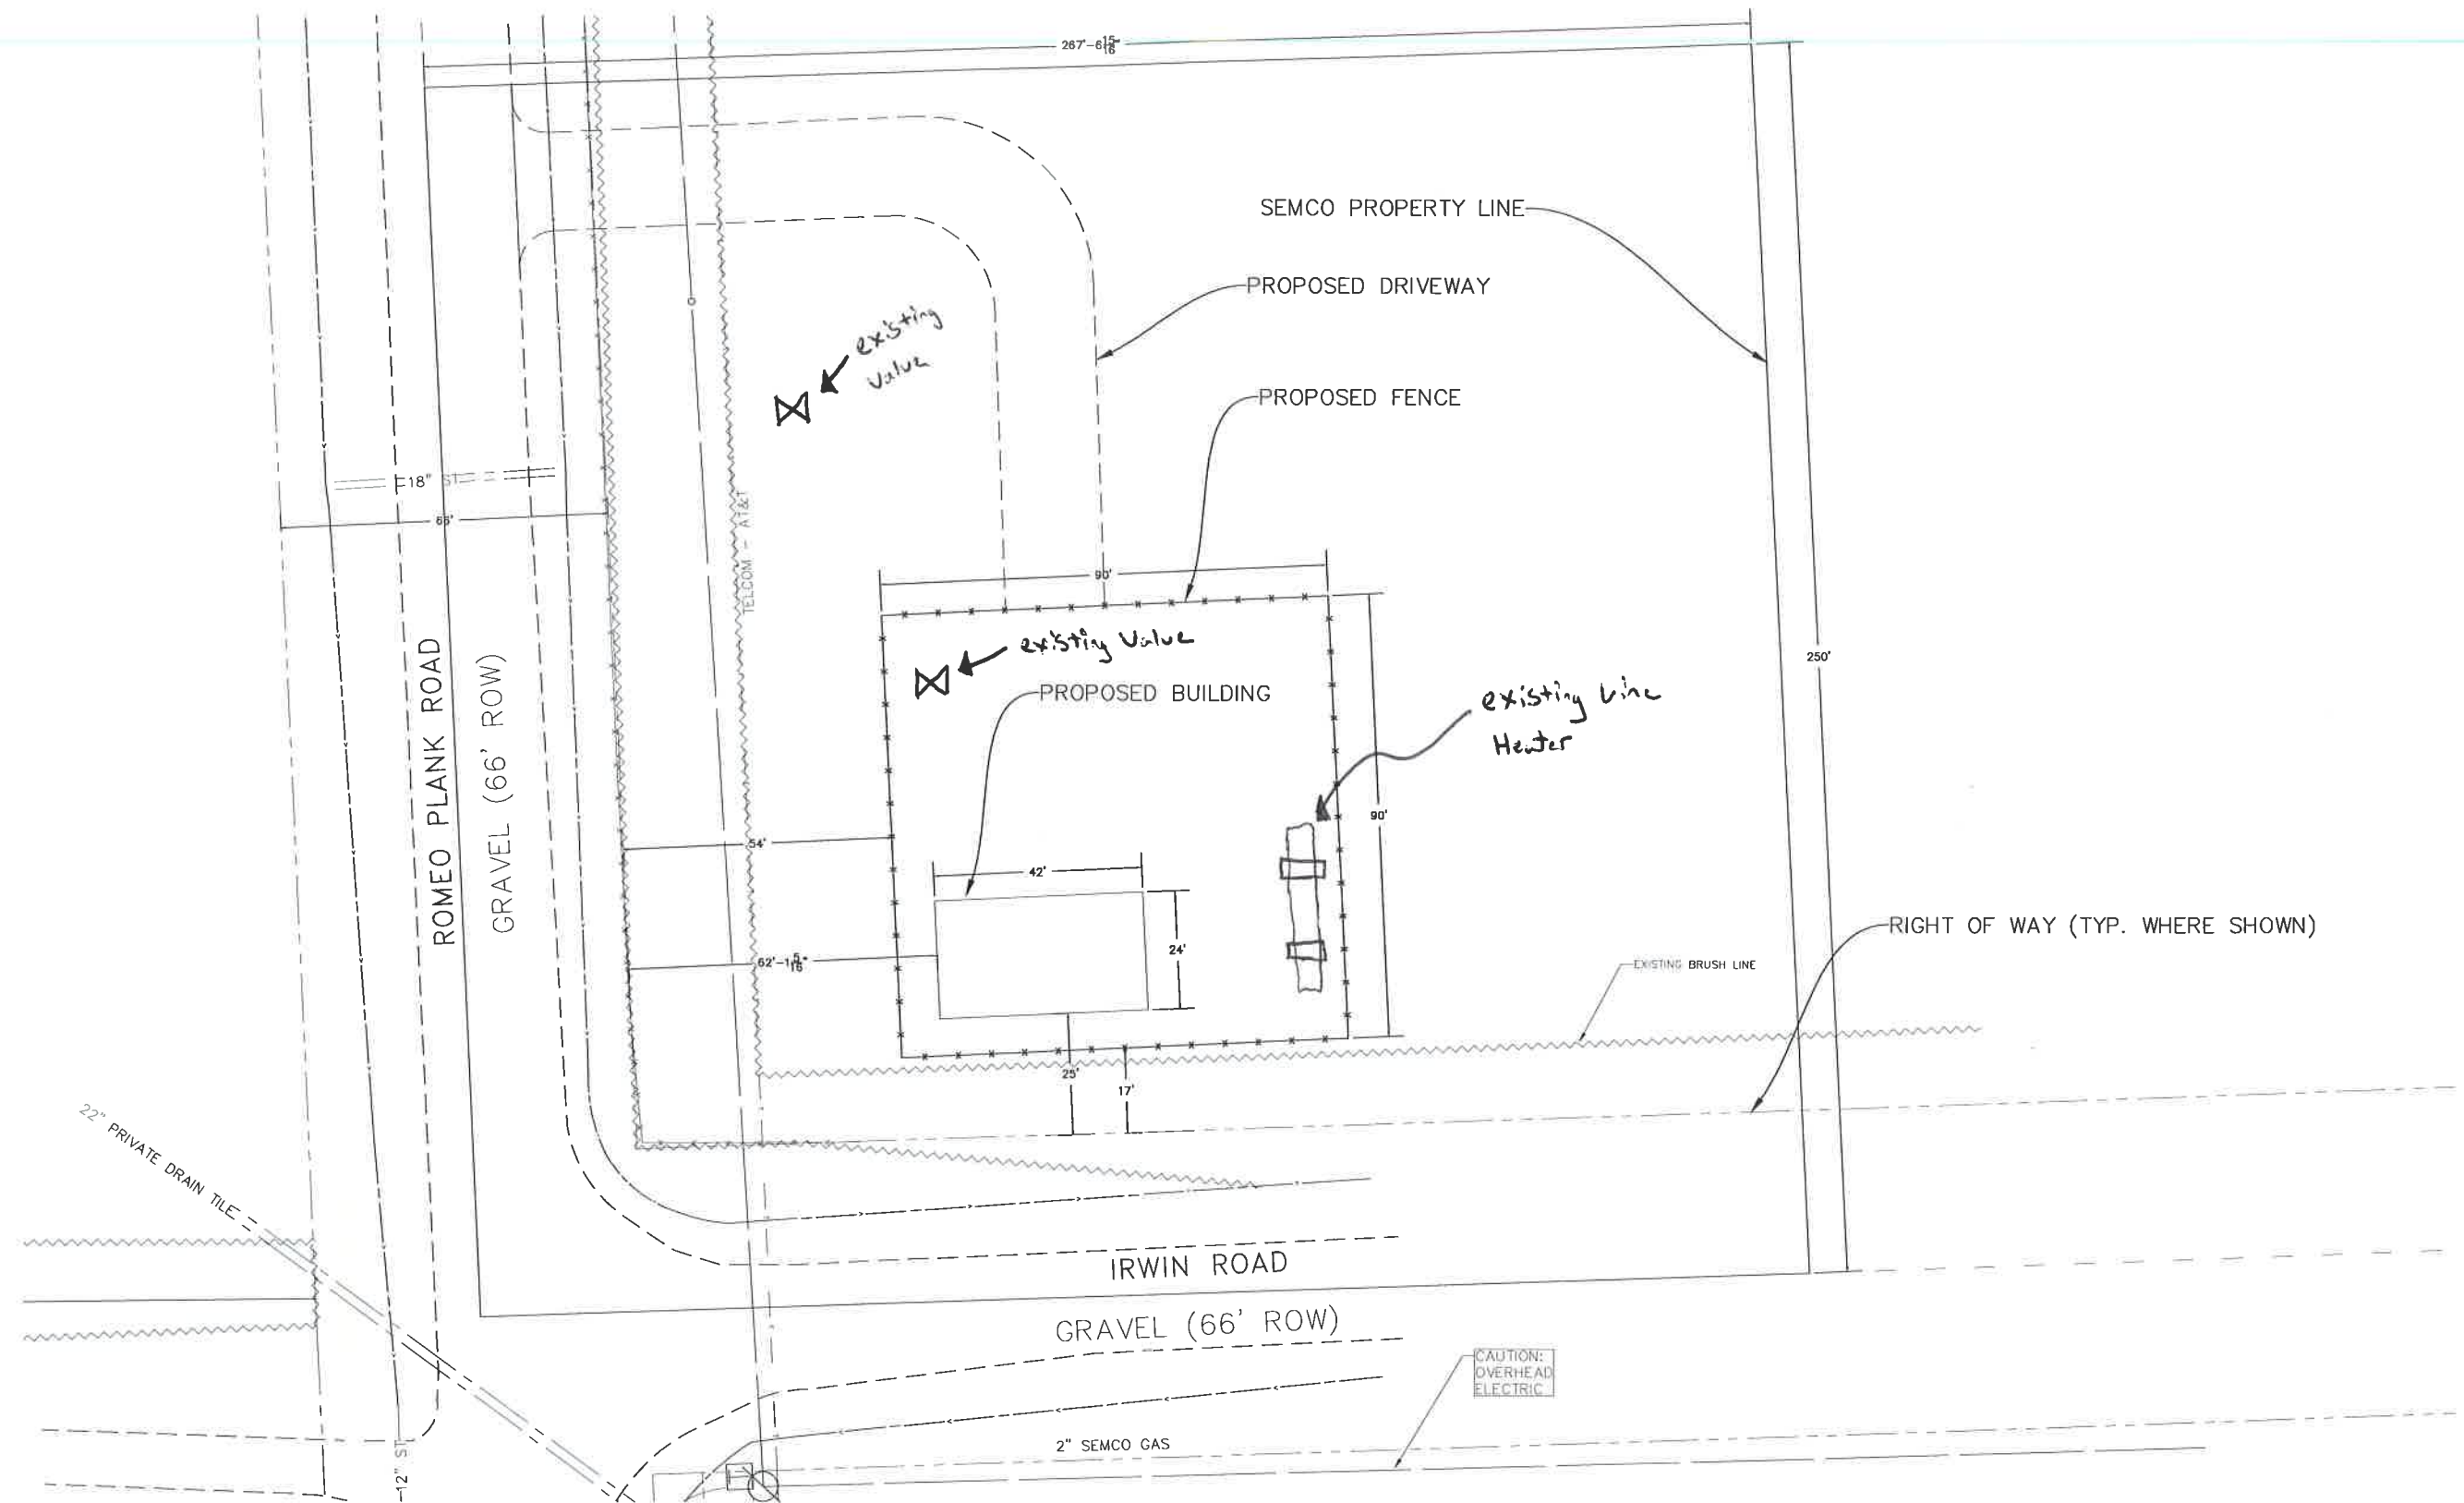 267'-6 15/16"
SEMCO PROPERTY LINE
PROPOSED DRIVEWAY
existing
Valve
PROPOSED FENCE
18" ST
66'
TELCOM - AT&T
90'
existing Valve
PROPOSED BUILDING
250'
existing Line
Heater
ROMEO PLANK ROAD
GRAVEL (66' ROW)
54'
90'
42'
24'
62'-1 5/16"
RIGHT OF WAY (TYP. WHERE SHOWN)
EXISTING BRUSH LINE
25'
17'
22" PRIVATE DRAIN TILE
IRWIN ROAD
GRAVEL (66' ROW)
CAUTION:
OVERHEAD
ELECTRIC
2" SEMCO GAS
12" ST